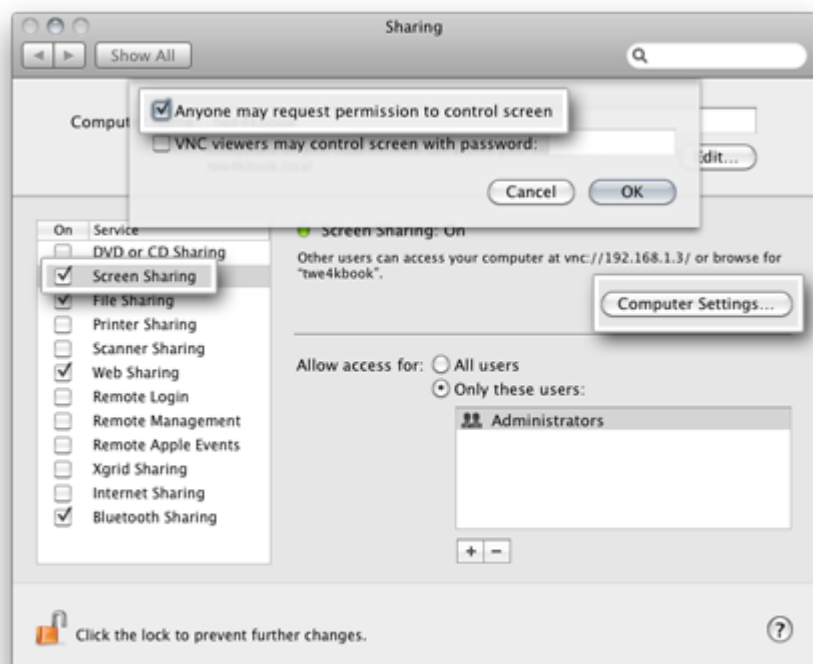 Sharing
Show All
Anyone may request permission to control screen
Comput
VNC viewers may control screen with password:
twe4kbook.local
Edit...
Cancel
OK
On Service
Screen Sharing: On
DVD or CD Sharing
Other users can access your computer at vnc://192.168.1.3/ or browse for
"twe4kbook".
Screen Sharing
File Sharing
Computer Settings...
Printer Sharing
Scanner Sharing
Web Sharing
Allow access for:
All users
Remote Login
Only these users:
Remote Management
Administrators
Remote Apple Events
Xgrid Sharing
Internet Sharing
Bluetooth Sharing
+ −
Click the lock to prevent further changes.
?